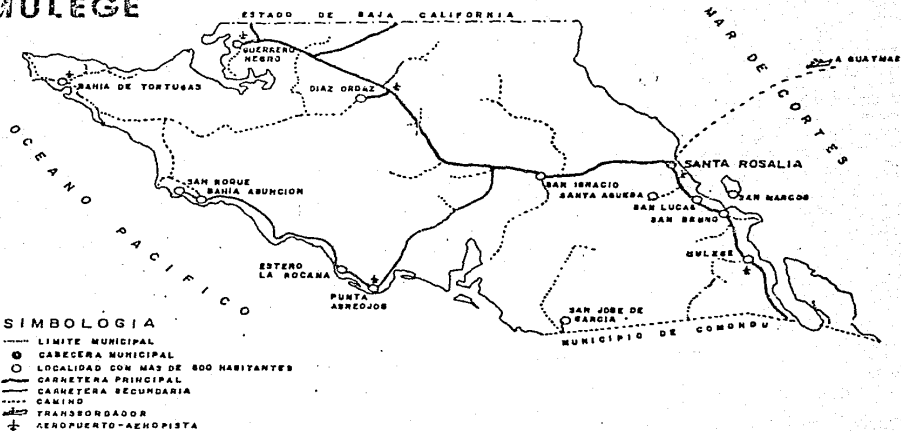 MULEGE
ESTADO DE BAJA CALIFORNIA
MAR DE CORTES
A GUAYMAS
GUERRERO
NEGRO
BAHIA DE TORTUGAS
DIAZ ORDAZ
OCEANO PACIFICO
SAN ROQUE
BAHIA ASUNCION
SAN IGNACIO
SANTA AGUEDA
SANTA ROSALIA
SAN MARCOS
SAN LUCAS
SAN BRUNO
MULEGE
ESTERO
LA BOCANA
PUNTA
ABREOJOS
SAN JOSE DE
GARCIA
MUNICIPIO DE COMONDU
SIMBOLOGIA
LIMITE MUNICIPAL
CABECERA MUNICIPAL
LOCALIDAD CON MAS DE 500 HABITANTES
CARRETERA PRINCIPAL
CARRETERA SECUNDARIA
CAMINO
TRANSBORDADOR
AEROPUERTO-AEROPISTA